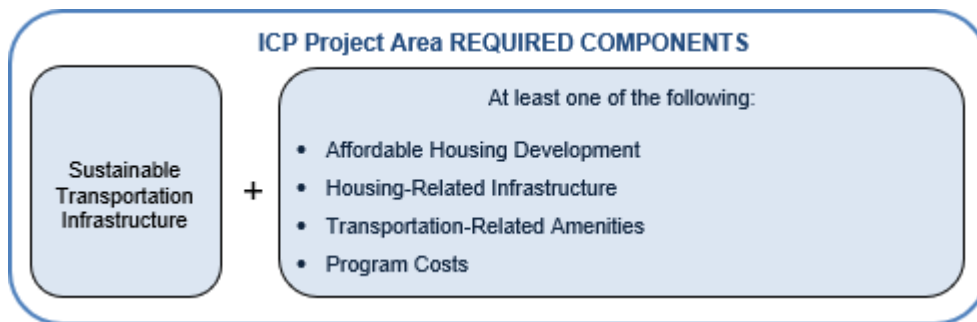 ICP Project Area REQUIRED COMPONENTS
Sustainable
Transportation
Infrastructure
+
At least one of the following:
• Affordable Housing Development
• Housing-Related Infrastructure
• Transportation-Related Amenities
• Program Costs